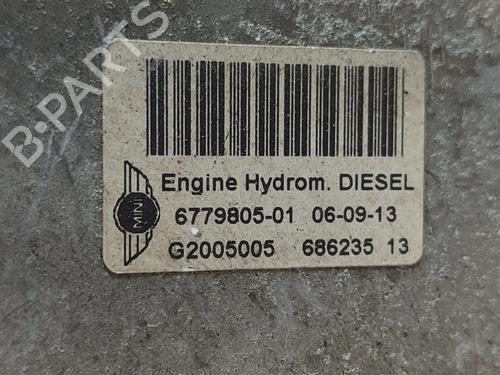 B-PARTS
Engine Hydrom. DIESEL
MINI
6779805-01 06-09-13
G2005005 686235 13